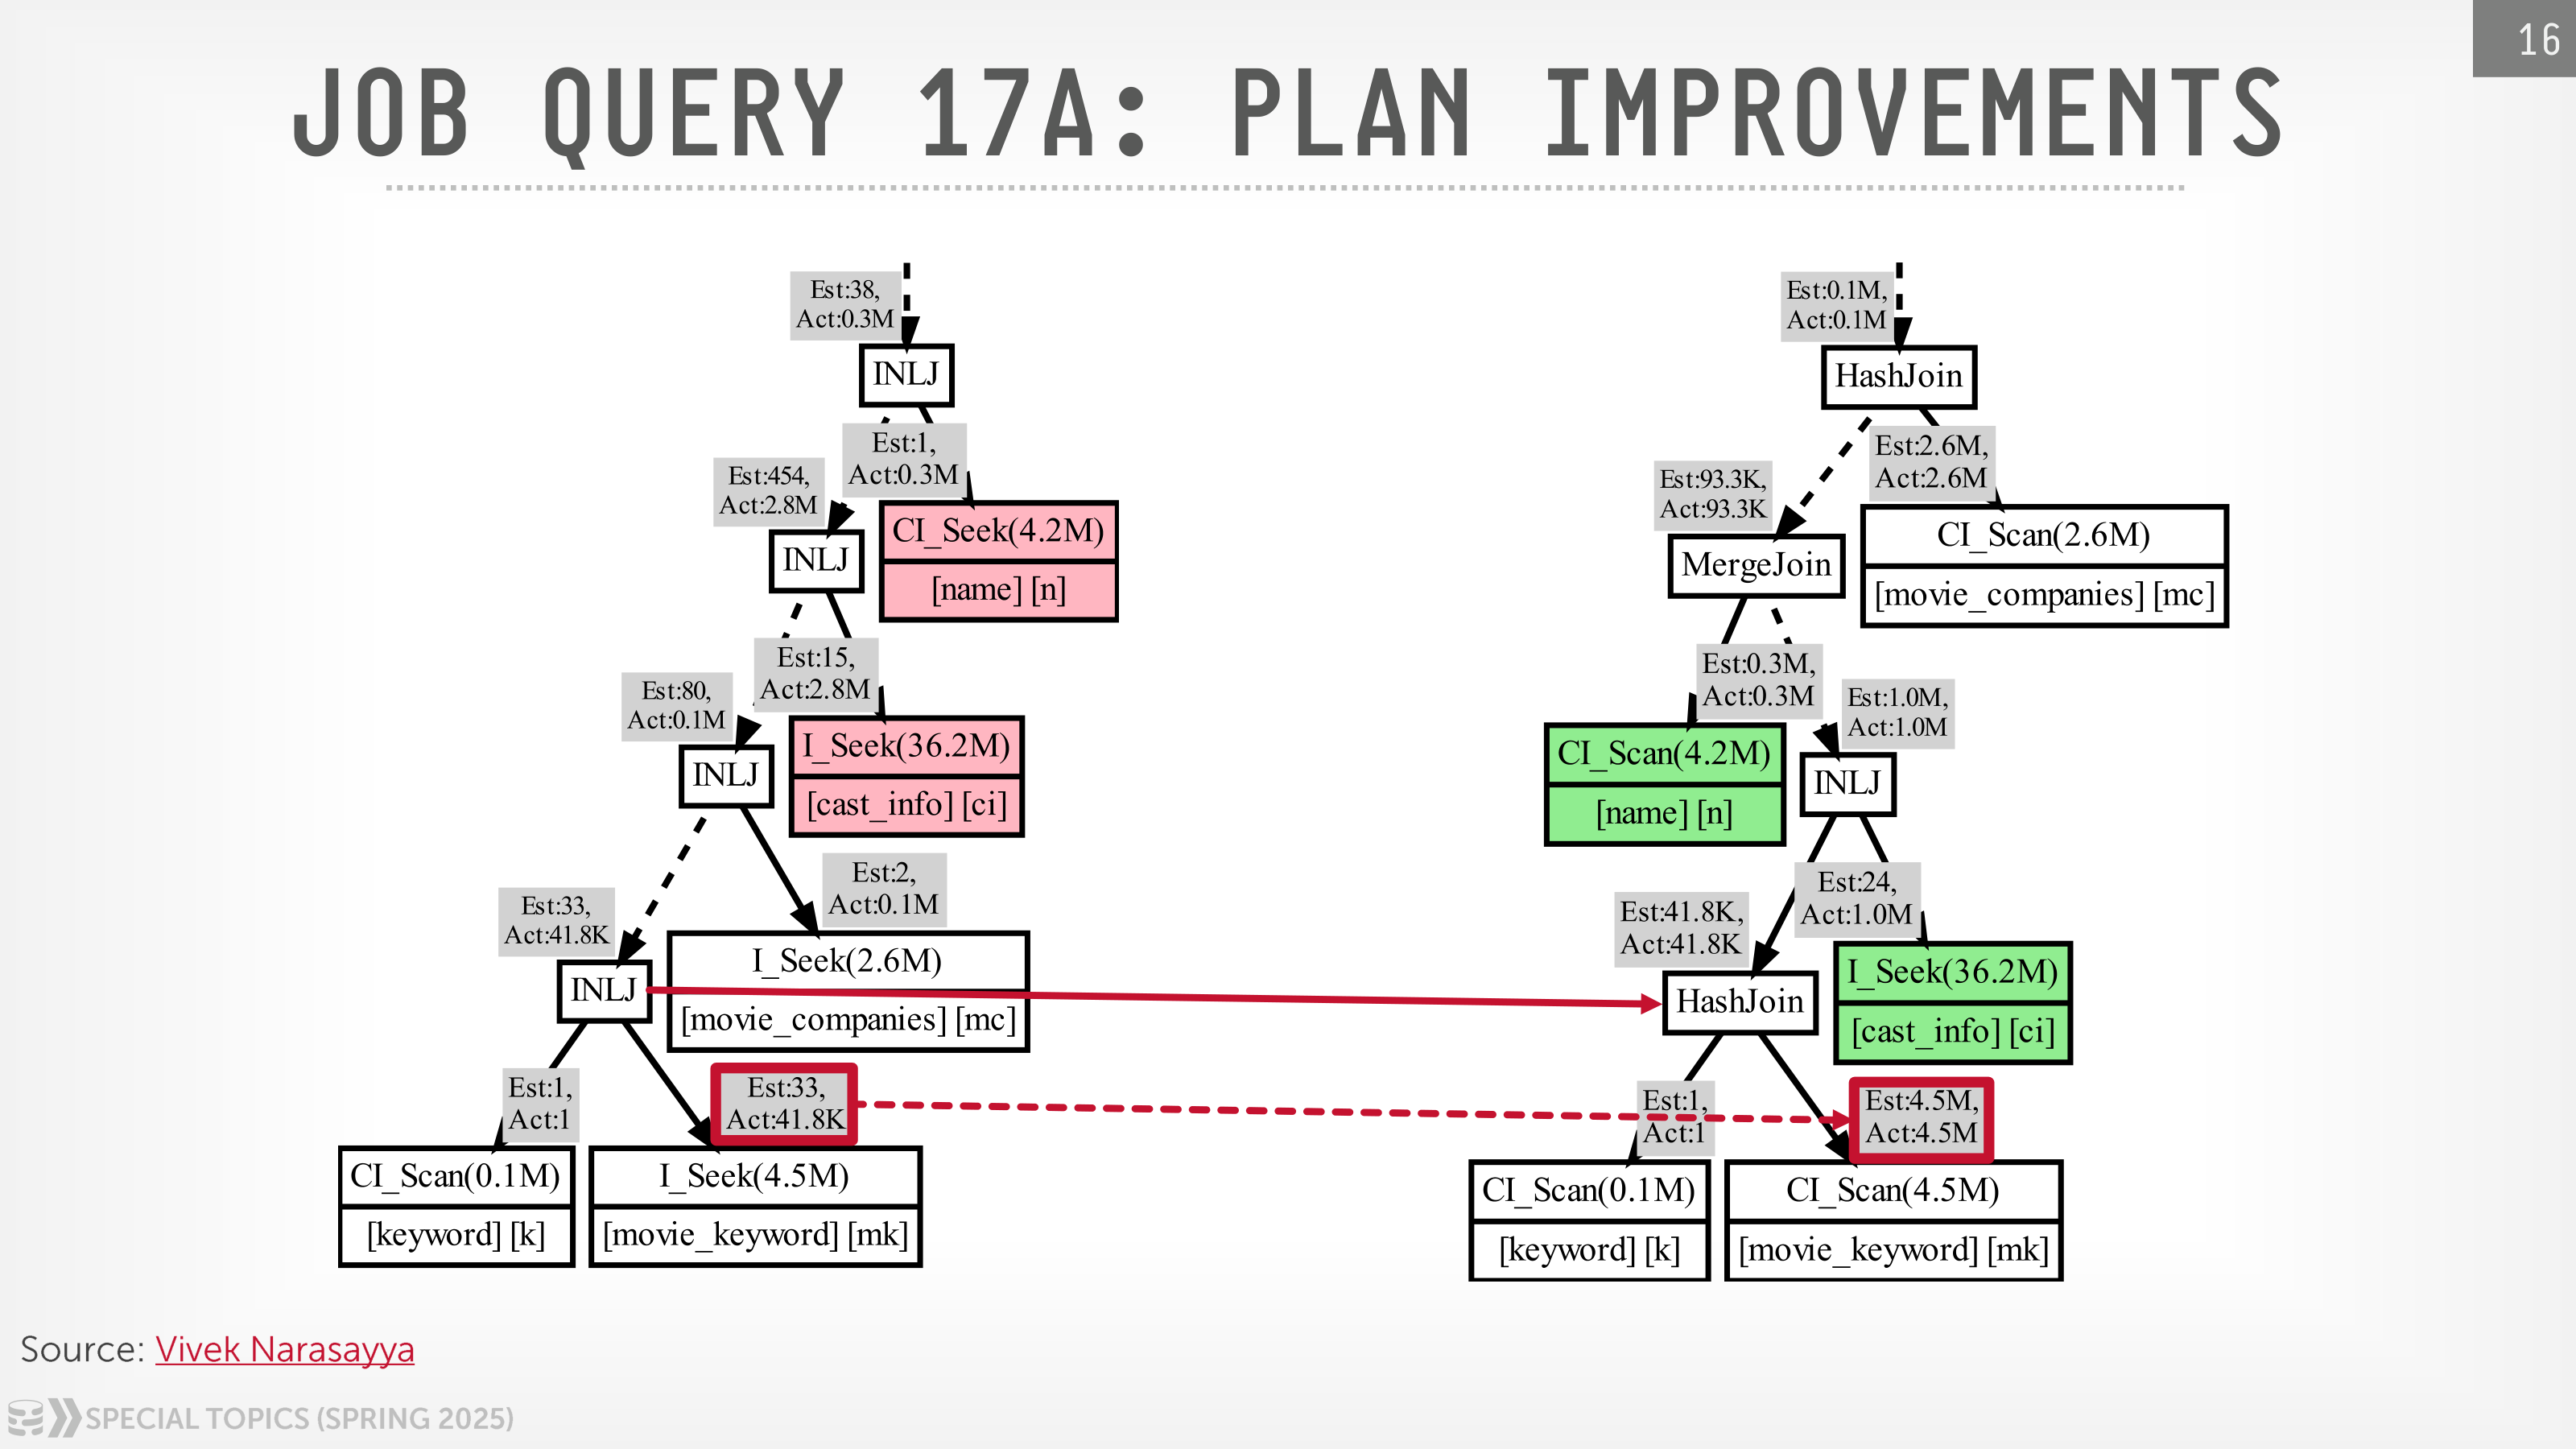 16
JOB QUERY 17A: PLAN IMPROVEMENTS
Est:38,
Act:0.3M
INLJ
Est:1,
Act:0.3M
Est:454,
Act:2.8M
CI_Seek(4.2M)
[name] [n]
INLJ
Est:15,
Act:2.8M
Est:80,
Act:0.1M
I_Seek(36.2M)
[cast_info] [ci]
INLJ
Est:2,
Act:0.1M
Est:33,
Act:41.8K
I_Seek(2.6M)
[movie_companies] [mc]
INLJ
Est:1,
Act:1
Est:33,
Act:41.8K
CI_Scan(0.1M)
[keyword] [k]
I_Seek(4.5M)
[movie_keyword] [mk]
Est:0.1M,
Act:0.1M
HashJoin
Est:2.6M,
Act:2.6M
Est:93.3K,
Act:93.3K
CI_Scan(2.6M)
[movie_companies] [mc]
MergeJoin
Est:0.3M,
Act:0.3M
Est:1.0M,
Act:1.0M
CI_Scan(4.2M)
[name] [n]
INLJ
Est:24,
Act:1.0M
Est:41.8K,
Act:41.8K
I_Seek(36.2M)
[cast_info] [ci]
HashJoin
Est:1,
Act:1
Est:4.5M,
Act:4.5M
CI_Scan(0.1M)
[keyword] [k]
CI_Scan(4.5M)
[movie_keyword] [mk]
Source: Vivek Narasayya
SPECIAL TOPICS (SPRING 2025)